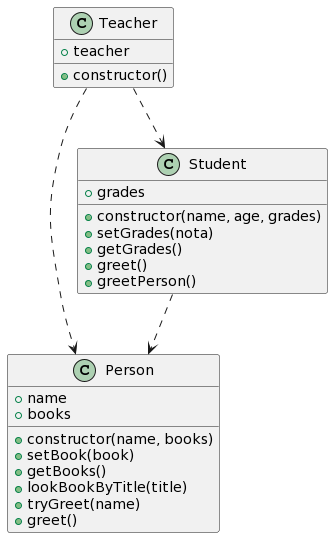 C Teacher
teacher
constructor()
C Student
grades
constructor(name, age, grades)
setGrades(nota)
getGrades()
greet()
greetPerson()
C Person
name
books
constructor(name, books)
setBook(book)
getBooks()
lookBookByTitle(title)
tryGreet(name)
greet()